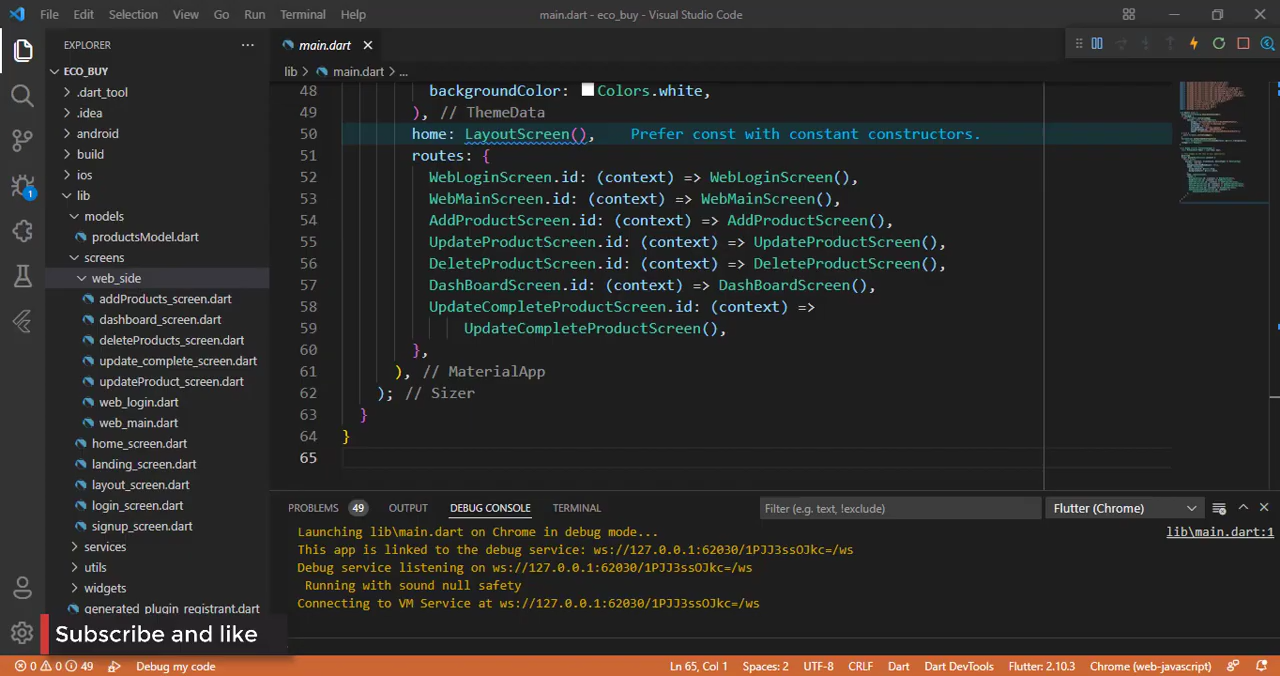 File Edit Selection View Go Run Terminal Help main.dart - eco_buy - Visual Studio Code
EXPLORER
ECO_BUY
.dart_tool
.idea
android
build
ios
lib
models
productsModel.dart
screens
web_side
addProducts_screen.dart
dashboard_screen.dart
deleteProducts_screen.dart
update_complete_screen.dart
updateProduct_screen.dart
web_login.dart
web_main.dart
home_screen.dart
landing_screen.dart
layout_screen.dart
login_screen.dart
signup_screen.dart
services
utils
widgets
generated_plugin_registrant.dart
1
main.dart
lib > main.dart > ...
48 backgroundColor: Colors.white,
49 ), // ThemeData
50 home: LayoutScreen(), Prefer const with constant constructors.
51 routes: {
52 WebLoginScreen.id: (context) => WebLoginScreen(),
53 WebMainScreen.id: (context) => WebMainScreen(),
54 AddProductScreen.id: (context) => AddProductScreen(),
55 UpdateProductScreen.id: (context) => UpdateProductScreen(),
56 DeleteProductScreen.id: (context) => DeleteProductScreen(),
57 DashBoardScreen.id: (context) => DashBoardScreen(),
58 UpdateCompleteProductScreen.id: (context) =>
59 UpdateCompleteProductScreen(),
60 },
61 ), // MaterialApp
62 ); // Sizer
63 }
64 }
65
PROBLEMS 49 OUTPUT DEBUG CONSOLE TERMINAL Filter (e.g. text, !exclude) Flutter (Chrome)
Launching lib\main.dart on Chrome in debug mode... lib\main.dart:1
This app is linked to the debug service: ws://127.0.0.1:62030/1PJJ3ssOJkc=/ws
Debug service listening on ws://127.0.0.1:62030/1PJJ3ssOJkc=/ws
Running with sound null safety
Connecting to VM Service at ws://127.0.0.1:62030/1PJJ3ssOJkc=/ws
Subscribe and like
0 0 49 Debug my code Ln 65, Col 1 Spaces: 2 UTF-8 CRLF Dart Dart DevTools Flutter: 2.10.3 Chrome (web-javascript)